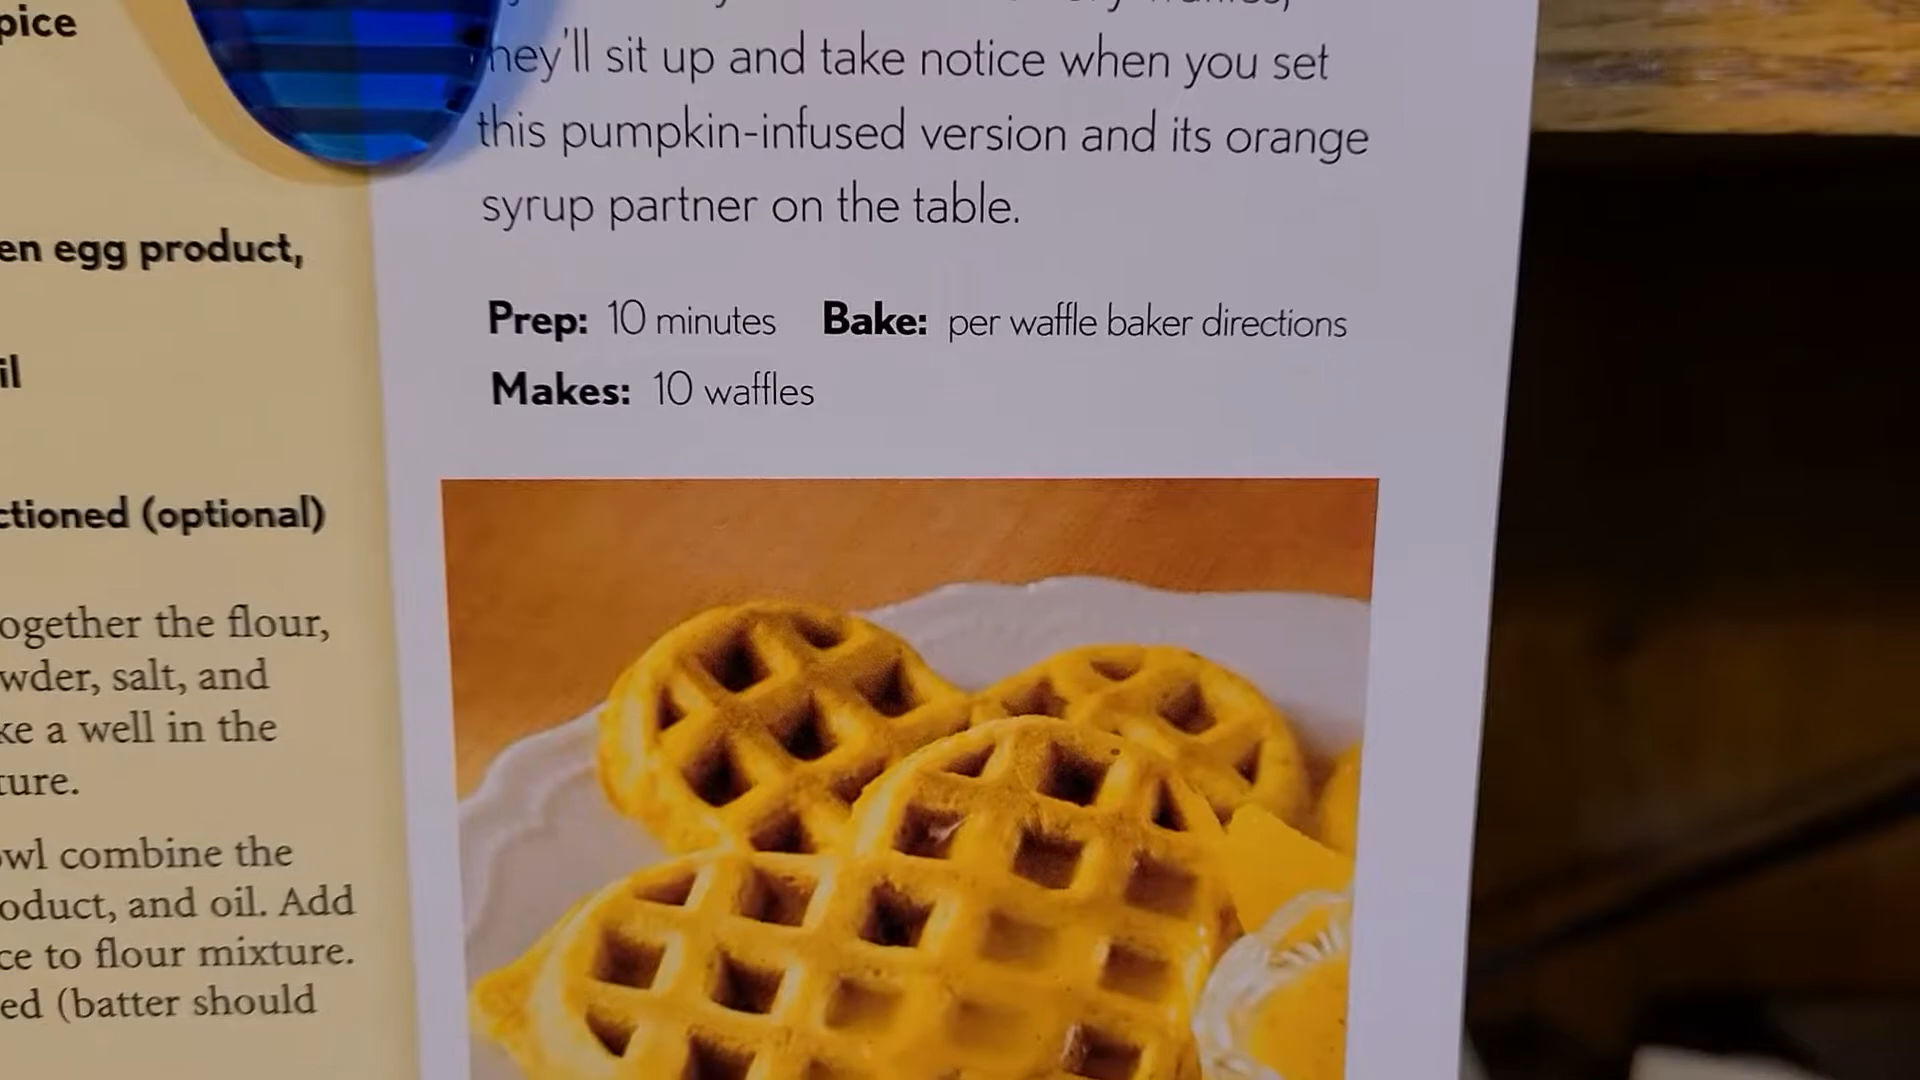 pice
en egg product,
il
ctioned (optional)
ogether the flour,
wder, salt, and
ke a well in the
ture.
owl combine the
oduct, and oil. Add
ce to flour mixture.
ed (batter should
hey'll sit up and take notice when you set
this pumpkin-infused version and its orange
syrup partner on the table.
Prep: 10 minutes Bake: per waffle baker directions
Makes: 10 waffles